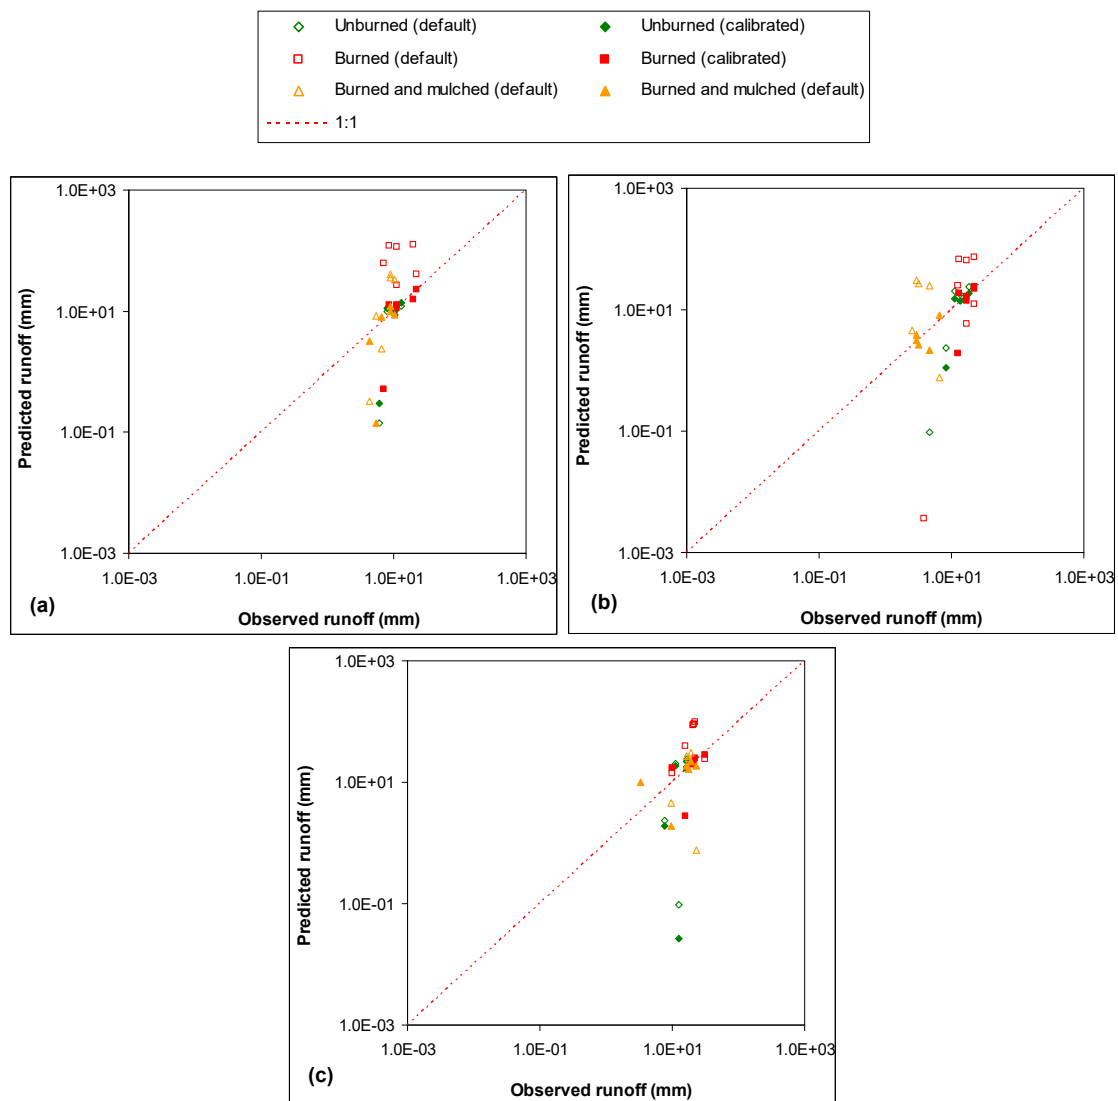 Unburned (default) Unburned (calibrated)
Burned (default) Burned (calibrated)
Burned and mulched (default) Burned and mulched (default)
1:1
1.0E+03
1.0E+01
1.0E-01
1.0E-03
1.0E-03 1.0E-01 1.0E+01 1.0E+03
Predicted runoff (mm)
Observed runoff (mm)
(a)
1.0E+03
1.0E+01
1.0E-01
1.0E-03
1.0E-03 1.0E-01 1.0E+01 1.0E+03
Predicted runoff (mm)
Observed runoff (mm)
(b)
1.0E+03
1.0E+01
1.0E-01
1.0E-03
1.0E-03 1.0E-01 1.0E+01 1.0E+03
Predicted runoff (mm)
Observed runoff (mm)
(c)